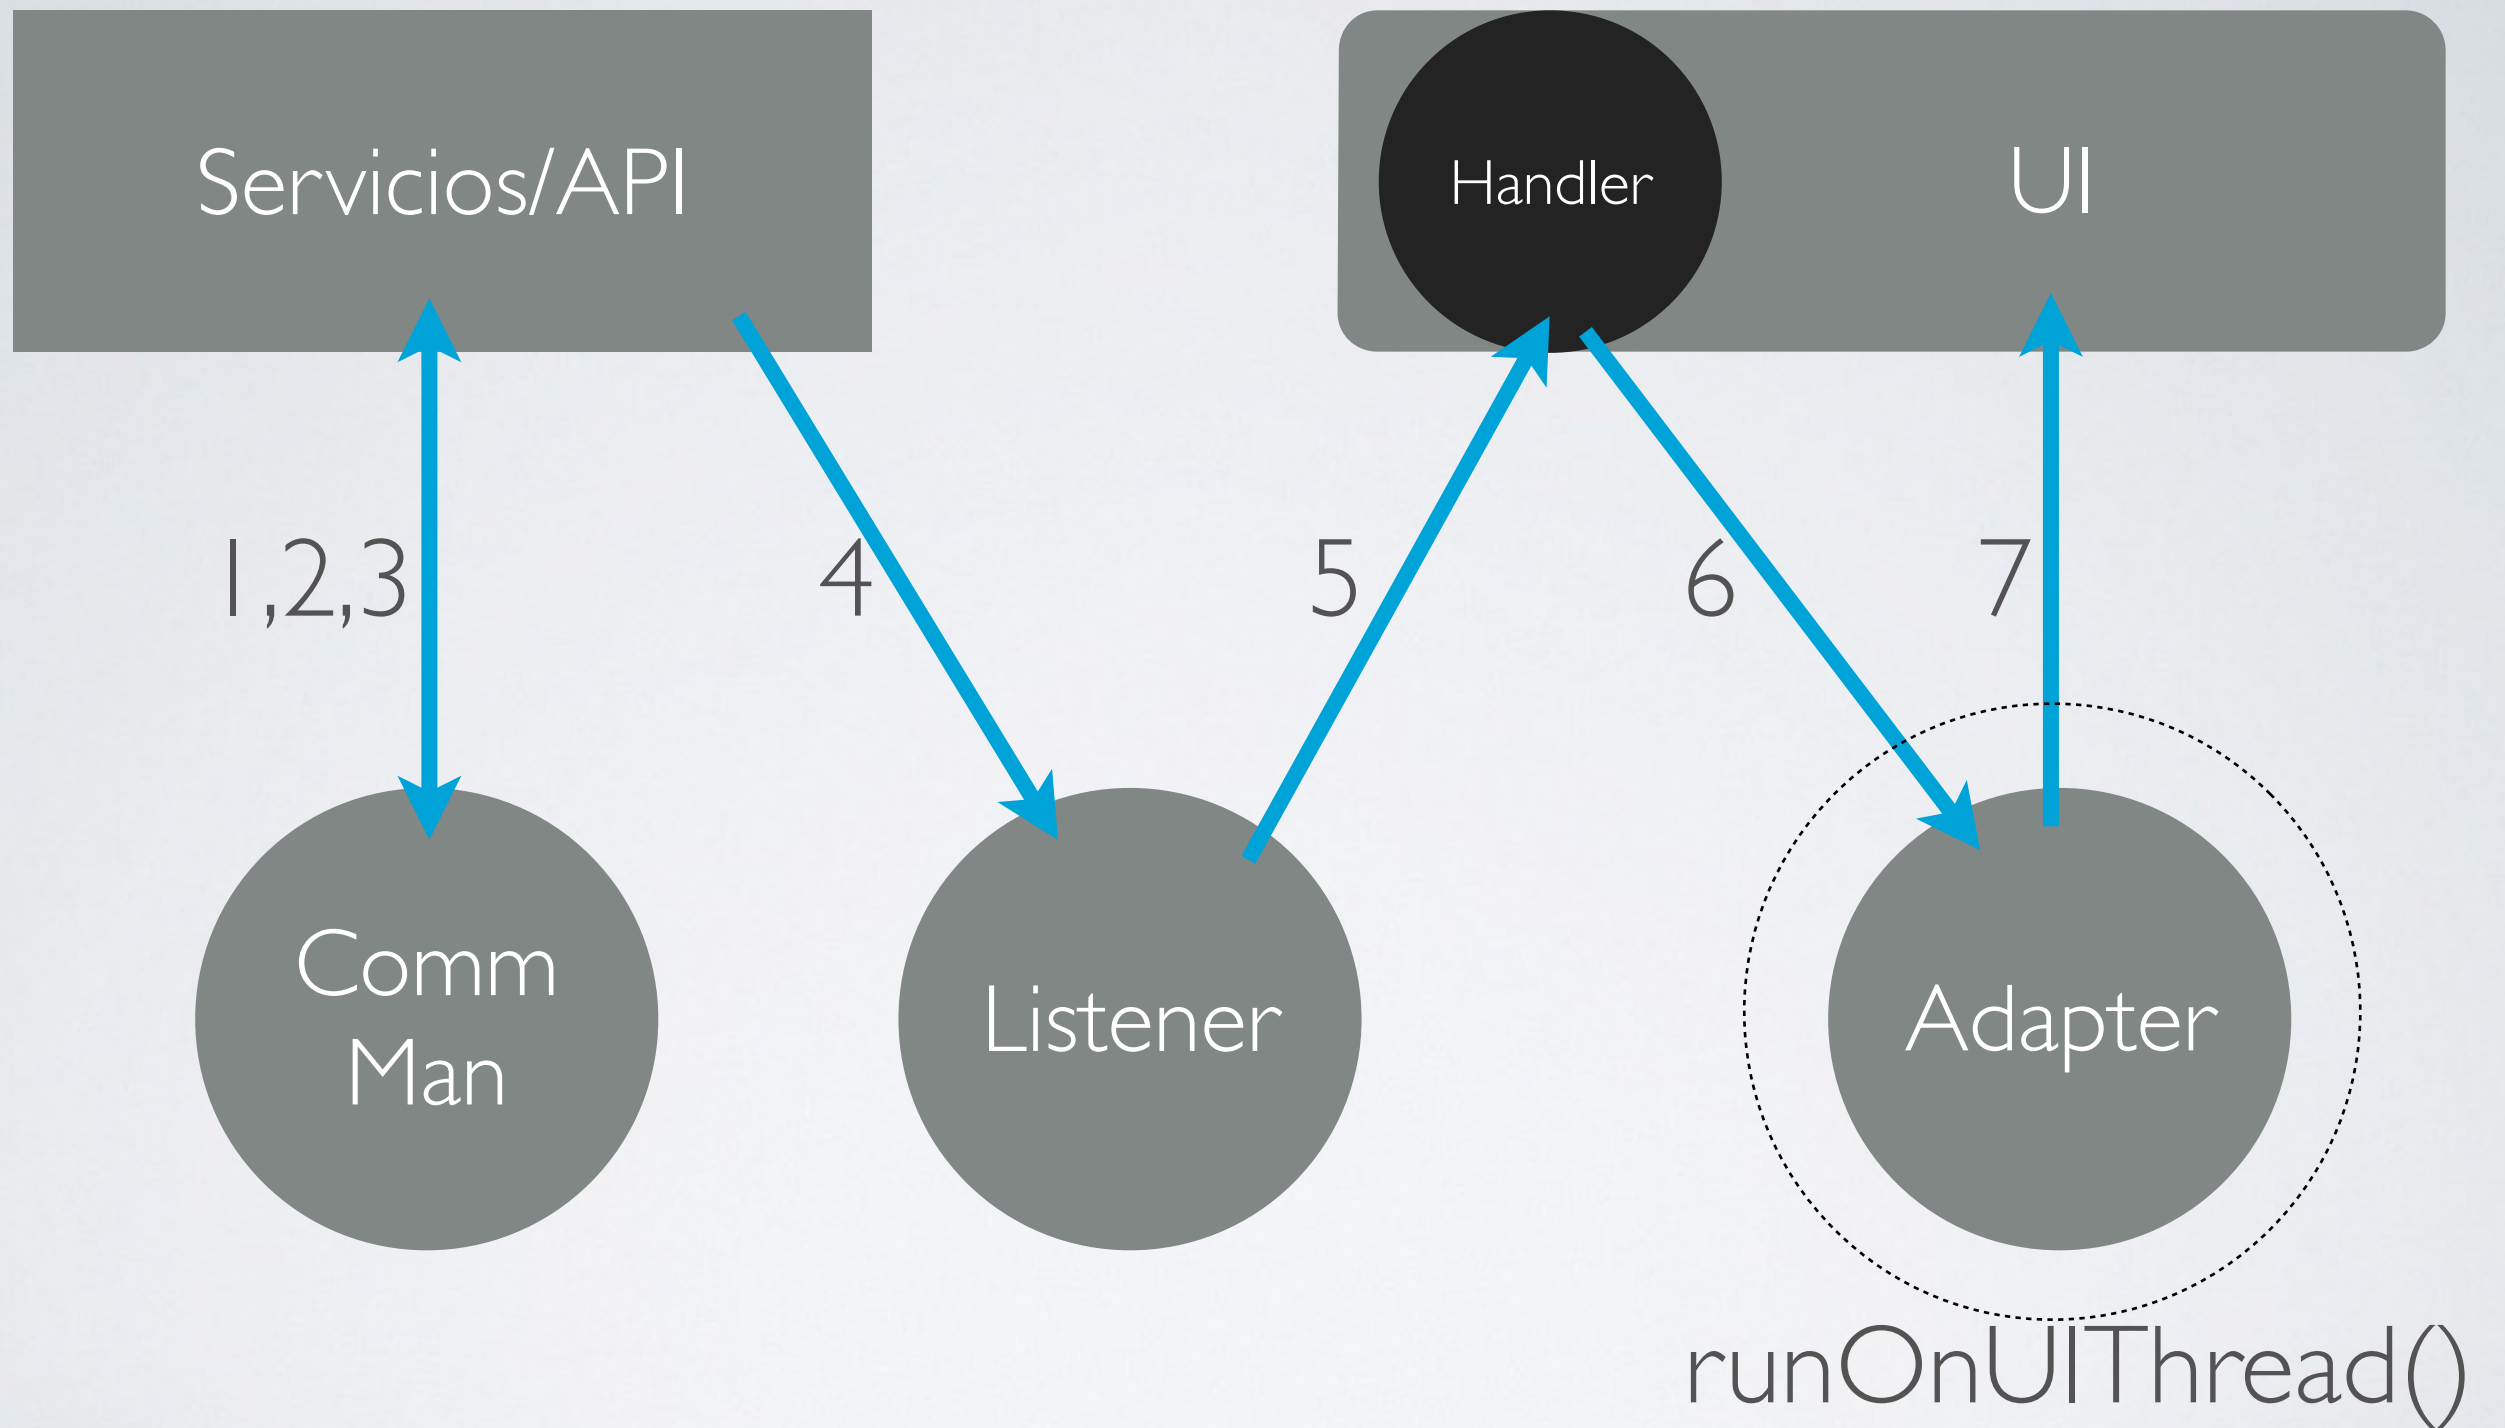 Servicios/API
Handler
UI
1,2,3
4
5
6
7
Comm
Man
Listener
Adapter
runOnUIThread()